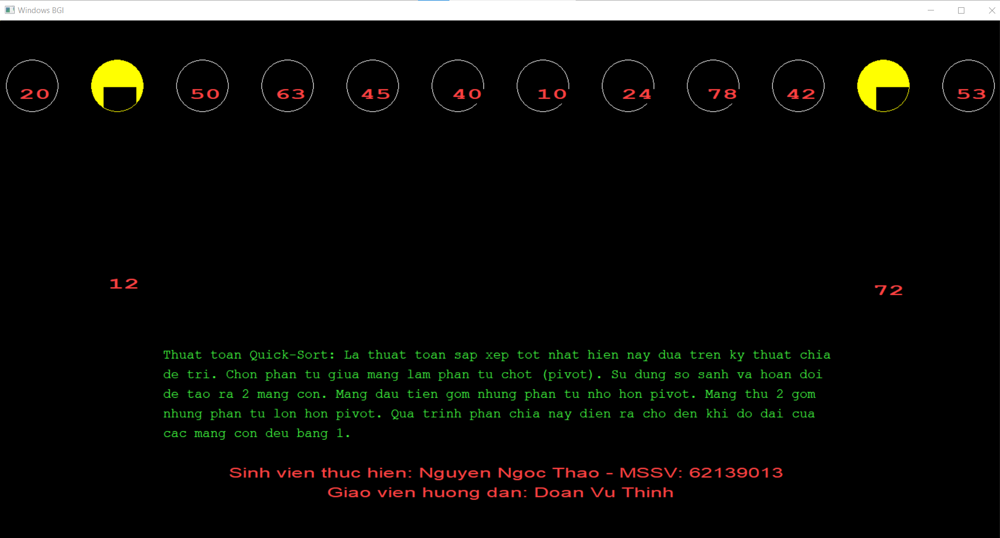 Windows BGI
20 50 63 45 40 10 24 78 42 53
12 72
Thuat toan Quick-Sort: La thuat toan sap xep tot nhat hien nay dua tren ky thuat chia
de tri. Chon phan tu giua mang lam phan tu chot (pivot). Su dung so sanh va hoan doi
de tao ra 2 mang con. Mang dau tien gom nhung phan tu nho hon pivot. Mang thu 2 gom
nhung phan tu lon hon pivot. Qua trinh phan chia nay dien ra cho den khi do dai cua
cac mang con deu bang 1.
Sinh vien thuc hien: Nguyen Ngoc Thao - MSSV: 62139013
Giao vien huong dan: Doan Vu Thinh